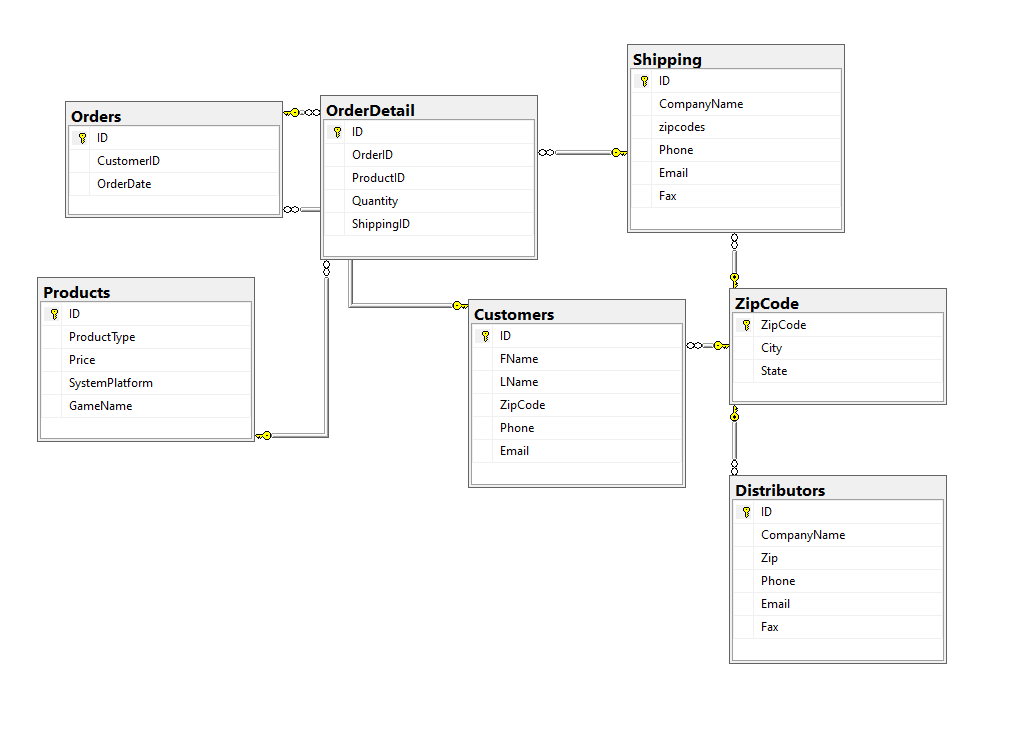 Orders
ID
CustomerID
OrderDate
OrderDetail
ID
OrderID
ProductID
Quantity
ShippingID
Shipping
ID
CompanyName
zipcodes
Phone
Email
Fax
Products
ID
ProductType
Price
SystemPlatform
GameName
Customers
ID
FName
LName
ZipCode
Phone
Email
ZipCode
ZipCode
City
State
Distributors
ID
CompanyName
Zip
Phone
Email
Fax